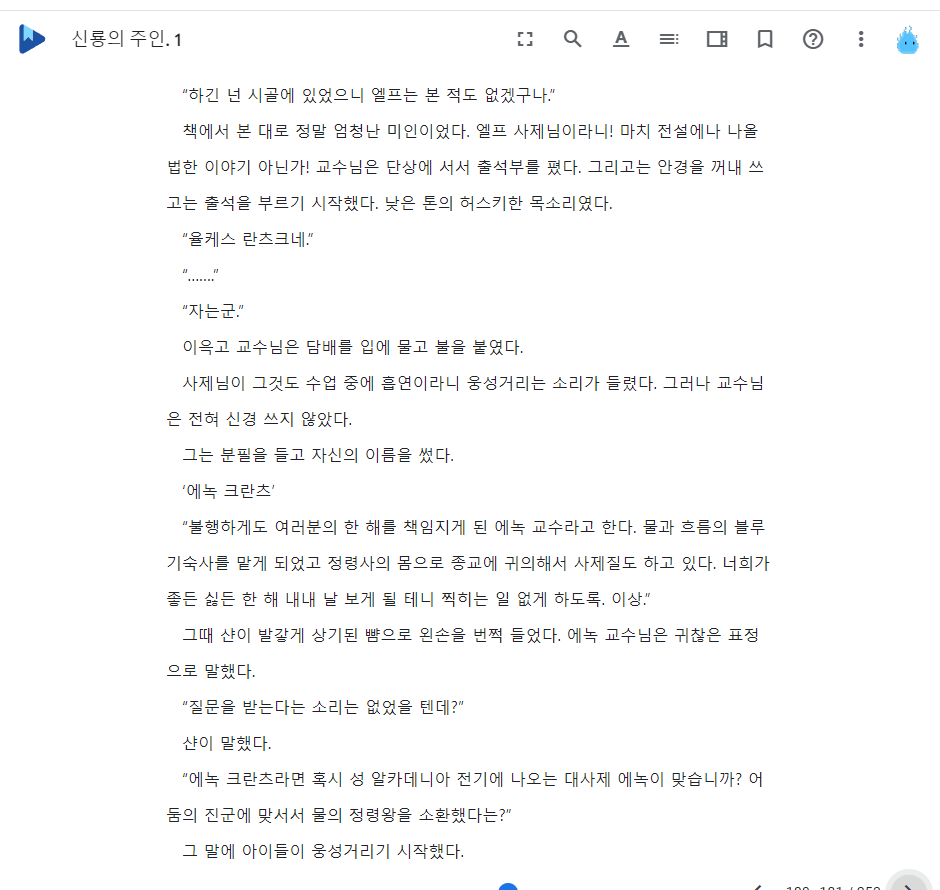 신룡의 주인. 1
“하긴 넌 시골에 있었으니 엘프는 본 적도 없겠구나.”
책에서 본 대로 정말 엄청난 미인이었다. 엘프 사제님이라니! 마치 전설에나 나올
법한 이야기 아닌가! 교수님은 단상에 서서 출석부를 폈다. 그리고는 안경을 꺼내 쓰
고는 출석을 부르기 시작했다. 낮은 톤의 허스키한 목소리였다.
“율케스 란츠크네.”
“…….”
“자는군.”
이윽고 교수님은 담배를 입에 물고 불을 붙였다.
사제님이 그것도 수업 중에 흡연이라니 웅성거리는 소리가 들렸다. 그러나 교수님
은 전혀 신경 쓰지 않았다.
그는 분필을 들고 자신의 이름을 썼다.
‘에녹 크란츠’
“불행하게도 여러분의 한 해를 책임지게 된 에녹 교수라고 한다. 물과 흐름의 블루
기숙사를 맡게 되었고 정령사의 몸으로 종교에 귀의해서 사제질도 하고 있다. 너희가
좋든 싫든 한 해 내내 날 보게 될 테니 찍히는 일 없게 하도록. 이상.”
그때 샨이 발갛게 상기된 뺨으로 왼손을 번쩍 들었다. 에녹 교수님은 귀찮은 표정
으로 말했다.
“질문을 받는다는 소리는 없었을 텐데?”
샨이 말했다.
“에녹 크란츠라면 혹시 성 알카데니아 전기에 나오는 대사제 에녹이 맞습니까? 어
둠의 진군에 맞서서 물의 정령왕을 소환했다는?”
그 말에 아이들이 웅성거리기 시작했다.